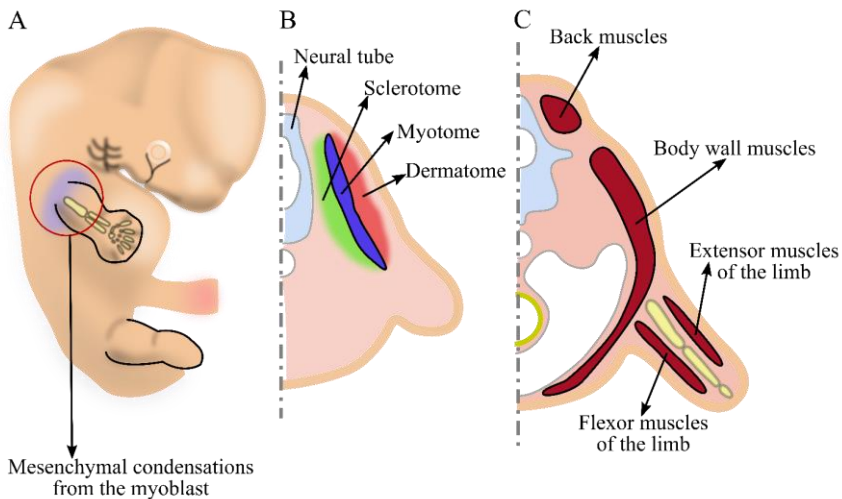 A
Mesenchymal condensations
from the myoblast
B
Neural tube
Sclerotome
Myotome
Dermatome
C
Back muscles
Body wall muscles
Extensor muscles
of the limb
Flexor muscles
of the limb